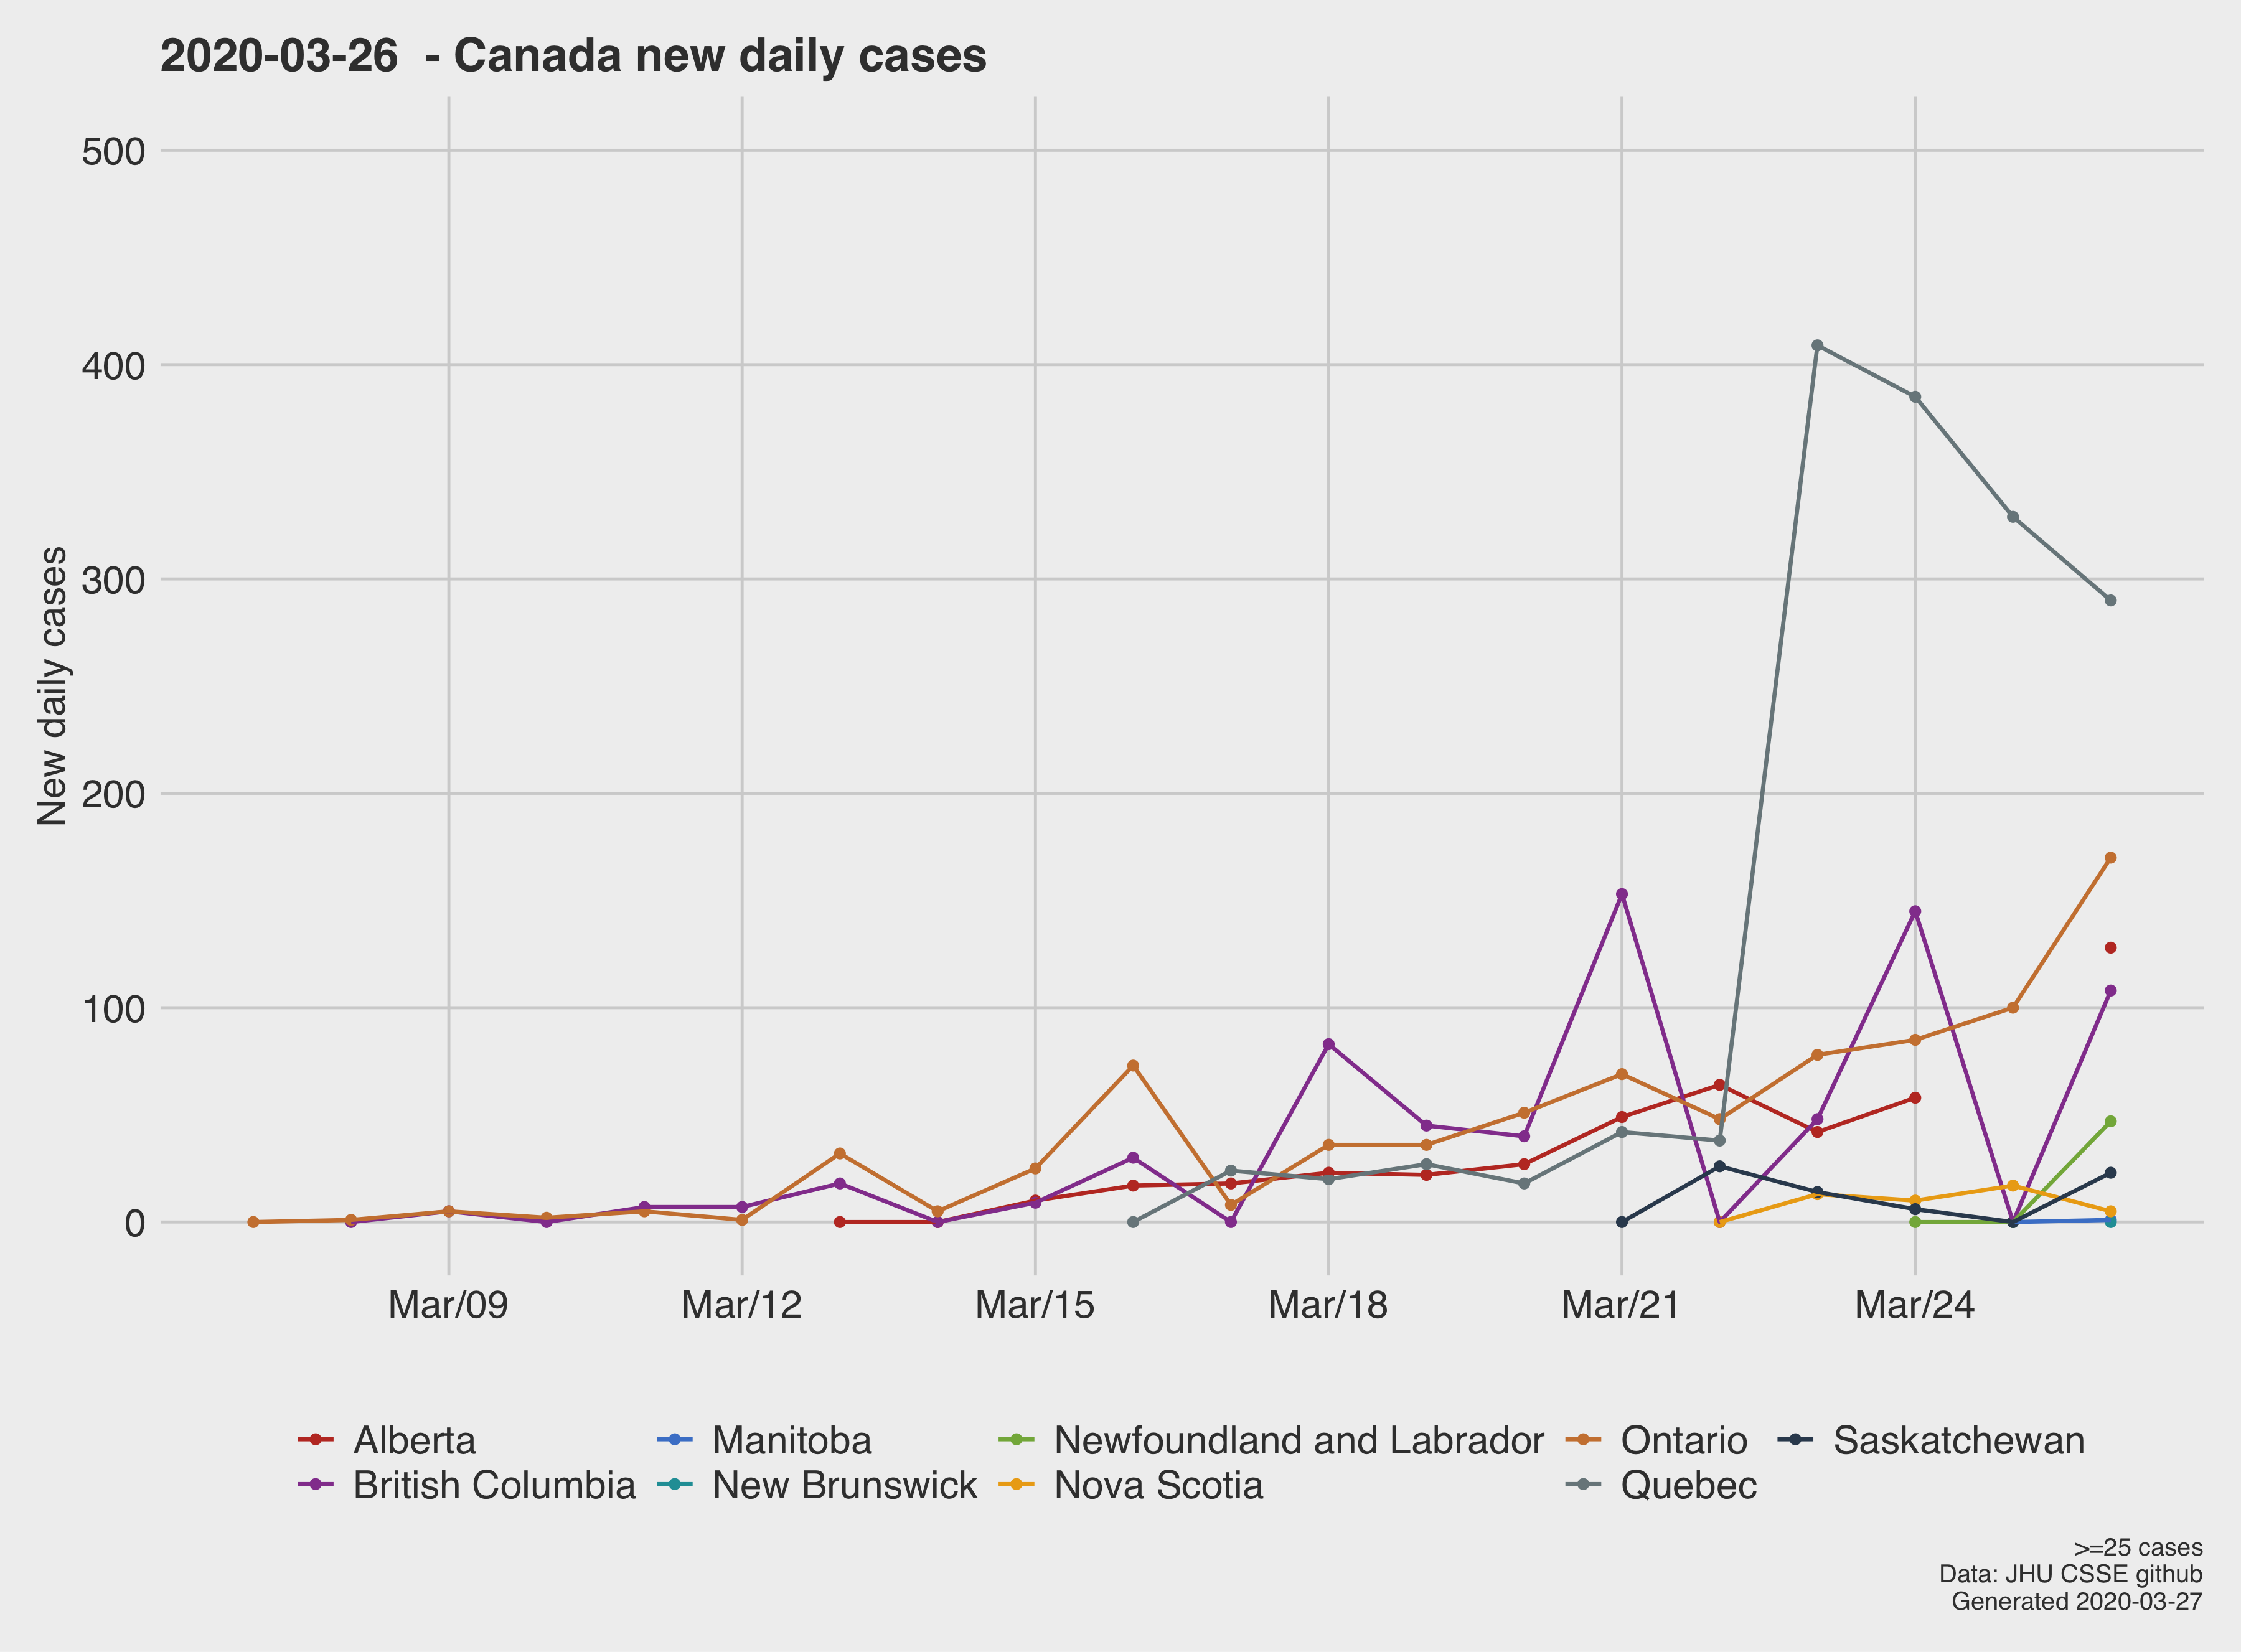 2020-03-26  - Canada new daily cases
500
400
300
200
100
0
New daily cases
Mar/09 Mar/12 Mar/15 Mar/18 Mar/21 Mar/24
Alberta Manitoba Newfoundland and Labrador Ontario Saskatchewan
British Columbia New Brunswick Nova Scotia Quebec
>=25 cases
Data: JHU CSSE github
Generated 2020-03-27